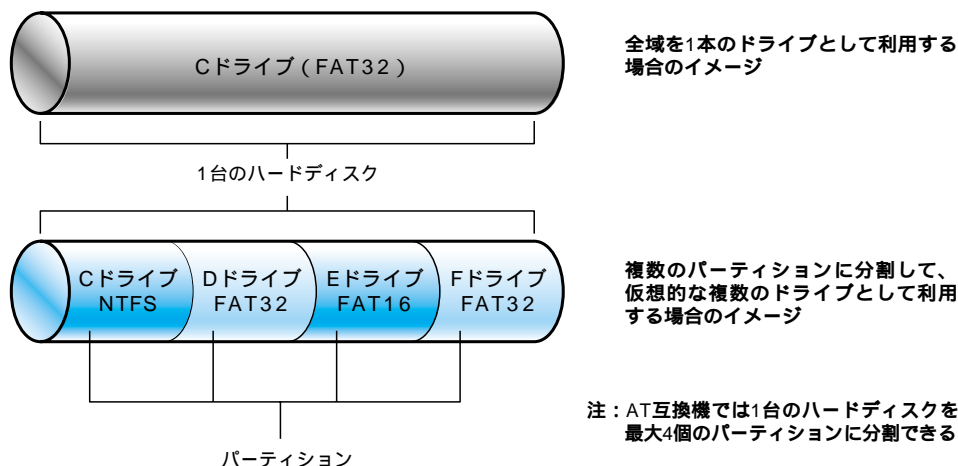 Cドライブ（FAT32）
全域を1本のドライブとして利用する
場合のイメージ
1台のハードディスク
Cドライブ
NTFS
Dドライブ
FAT32
Eドライブ
FAT16
Fドライブ
FAT32
複数のパーティションに分割して、
仮想的な複数のドライブとして利用
する場合のイメージ
注：AT互換機では1台のハードディスクを
最大4個のパーティションに分割できる
パーティション